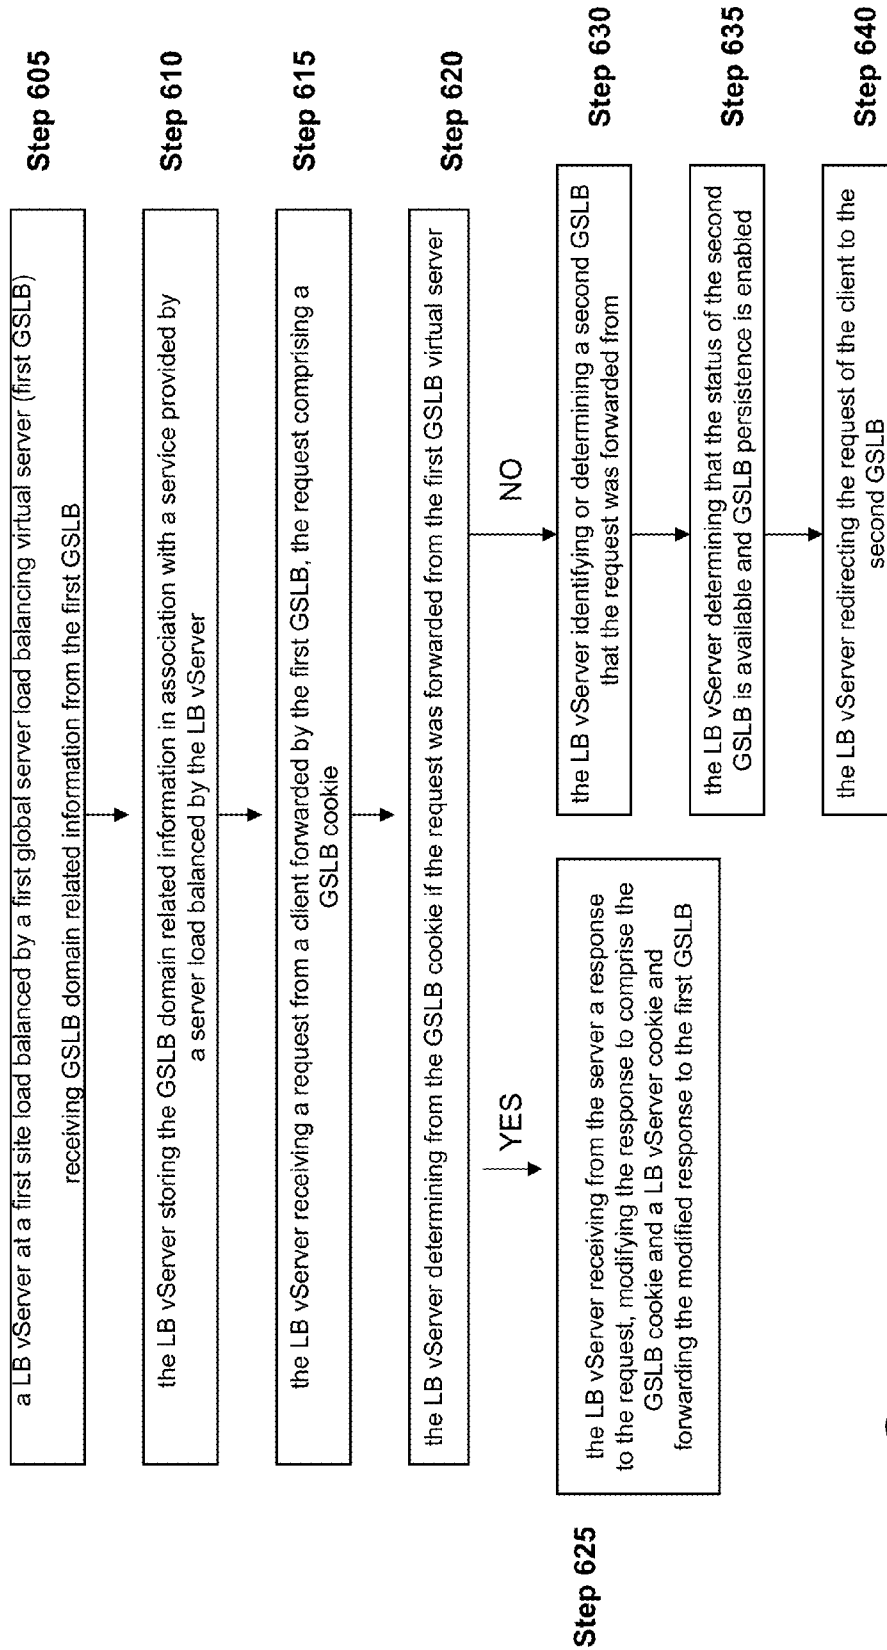 a LB vServer at a first site load balanced by a first global server load balancing virtual server (first GSLB)
receiving GSLB domain related information from the first GSLB
Step 605
the LB vServer storing the GSLB domain related information in association with a service provided by
a server load balanced by the LB vServer
Step 610
the LB vServer receiving a request from a client forwarded by the first GSLB, the request comprising a
GSLB cookie
Step 615
the LB vServer determining from the GSLB cookie if the request was forwarded from the first GSLB virtual server
Step 620
YES
NO
Step 625
the LB vServer receiving from the server a response
to the request, modifying the response to comprise the
GSLB cookie and a LB vServer cookie and
forwarding the modified response to the first GSLB
the LB vServer identifying or determining a second GSLB
that the request was forwarded from
Step 630
the LB vServer determining that the status of the second
GSLB is available and GSLB persistence is enabled
Step 635
the LB vServer redirecting the request of the client to the
second GSLB
Step 640